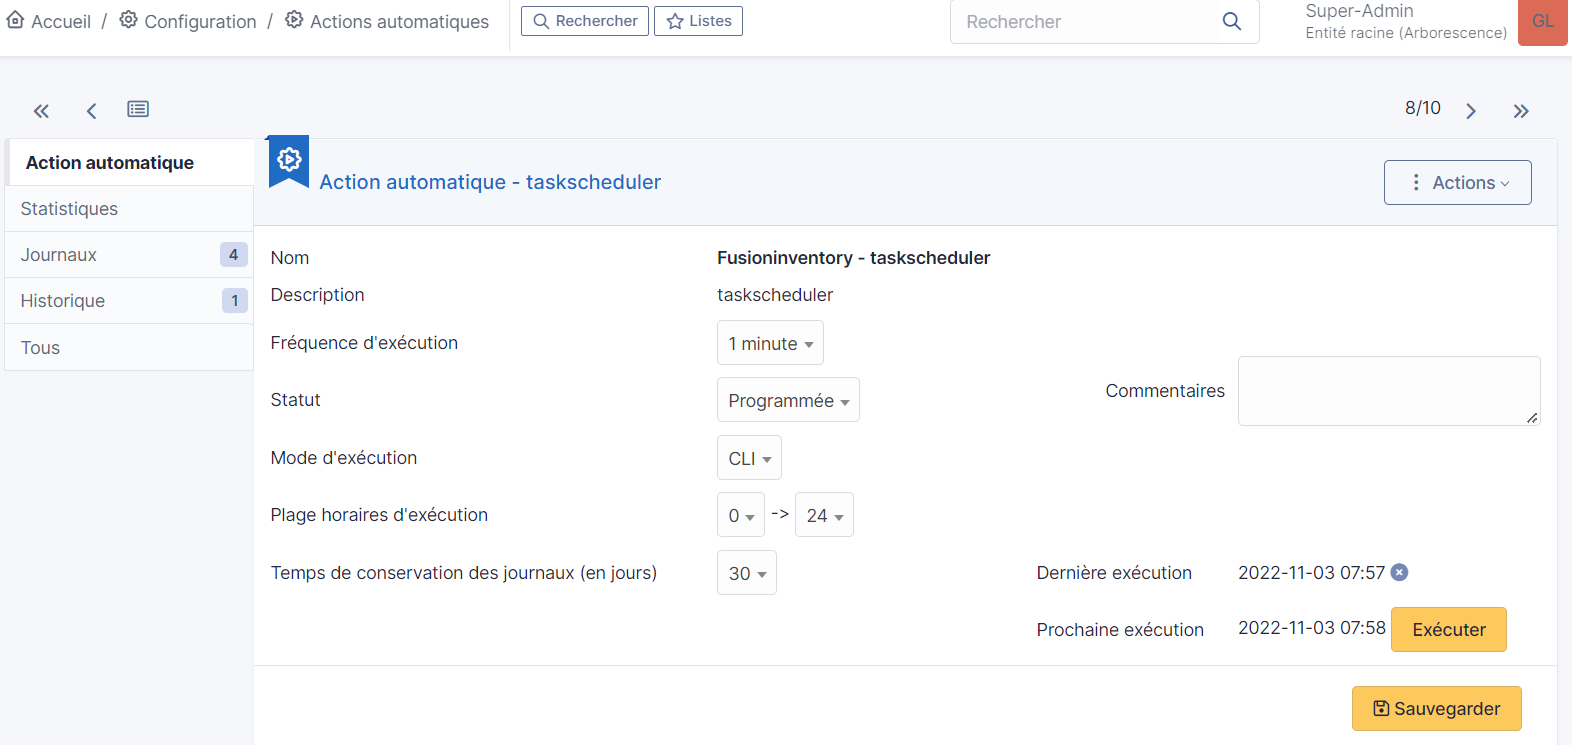 Accueil / Configuration / Actions automatiques
Rechercher
Listes
Rechercher
Super-Admin
Entité racine (Arborescence)
GL
8/10
Action automatique
Statistiques
Journaux 4
Historique 1
Tous
Action automatique - taskscheduler
Actions
Nom Fusioninventory - taskscheduler
Description taskscheduler
Fréquence d'exécution 1 minute
Statut Programmée
Commentaires
Mode d'exécution CLI
Plage horaires d'exécution 0 -> 24
Temps de conservation des journaux (en jours) 30
Dernière exécution 2022-11-03 07:57
Prochaine exécution 2022-11-03 07:58 Exécuter
Sauvegarder